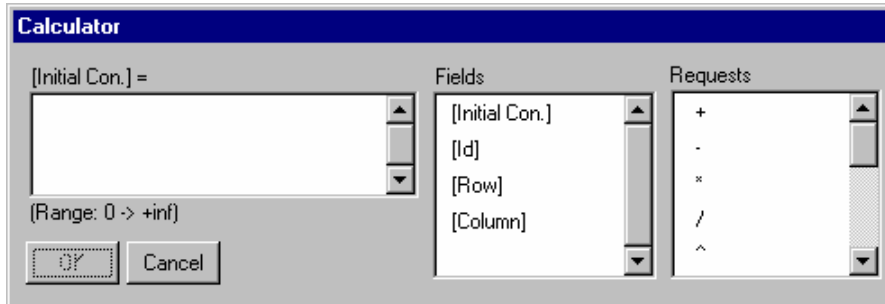 Calculator
[Initial Con.] =
(Range: 0 -> +inf)
OK
Cancel
Fields
[Initial Con.]
[Id]
[Row]
[Column]
Requests
+
-
*
/
^